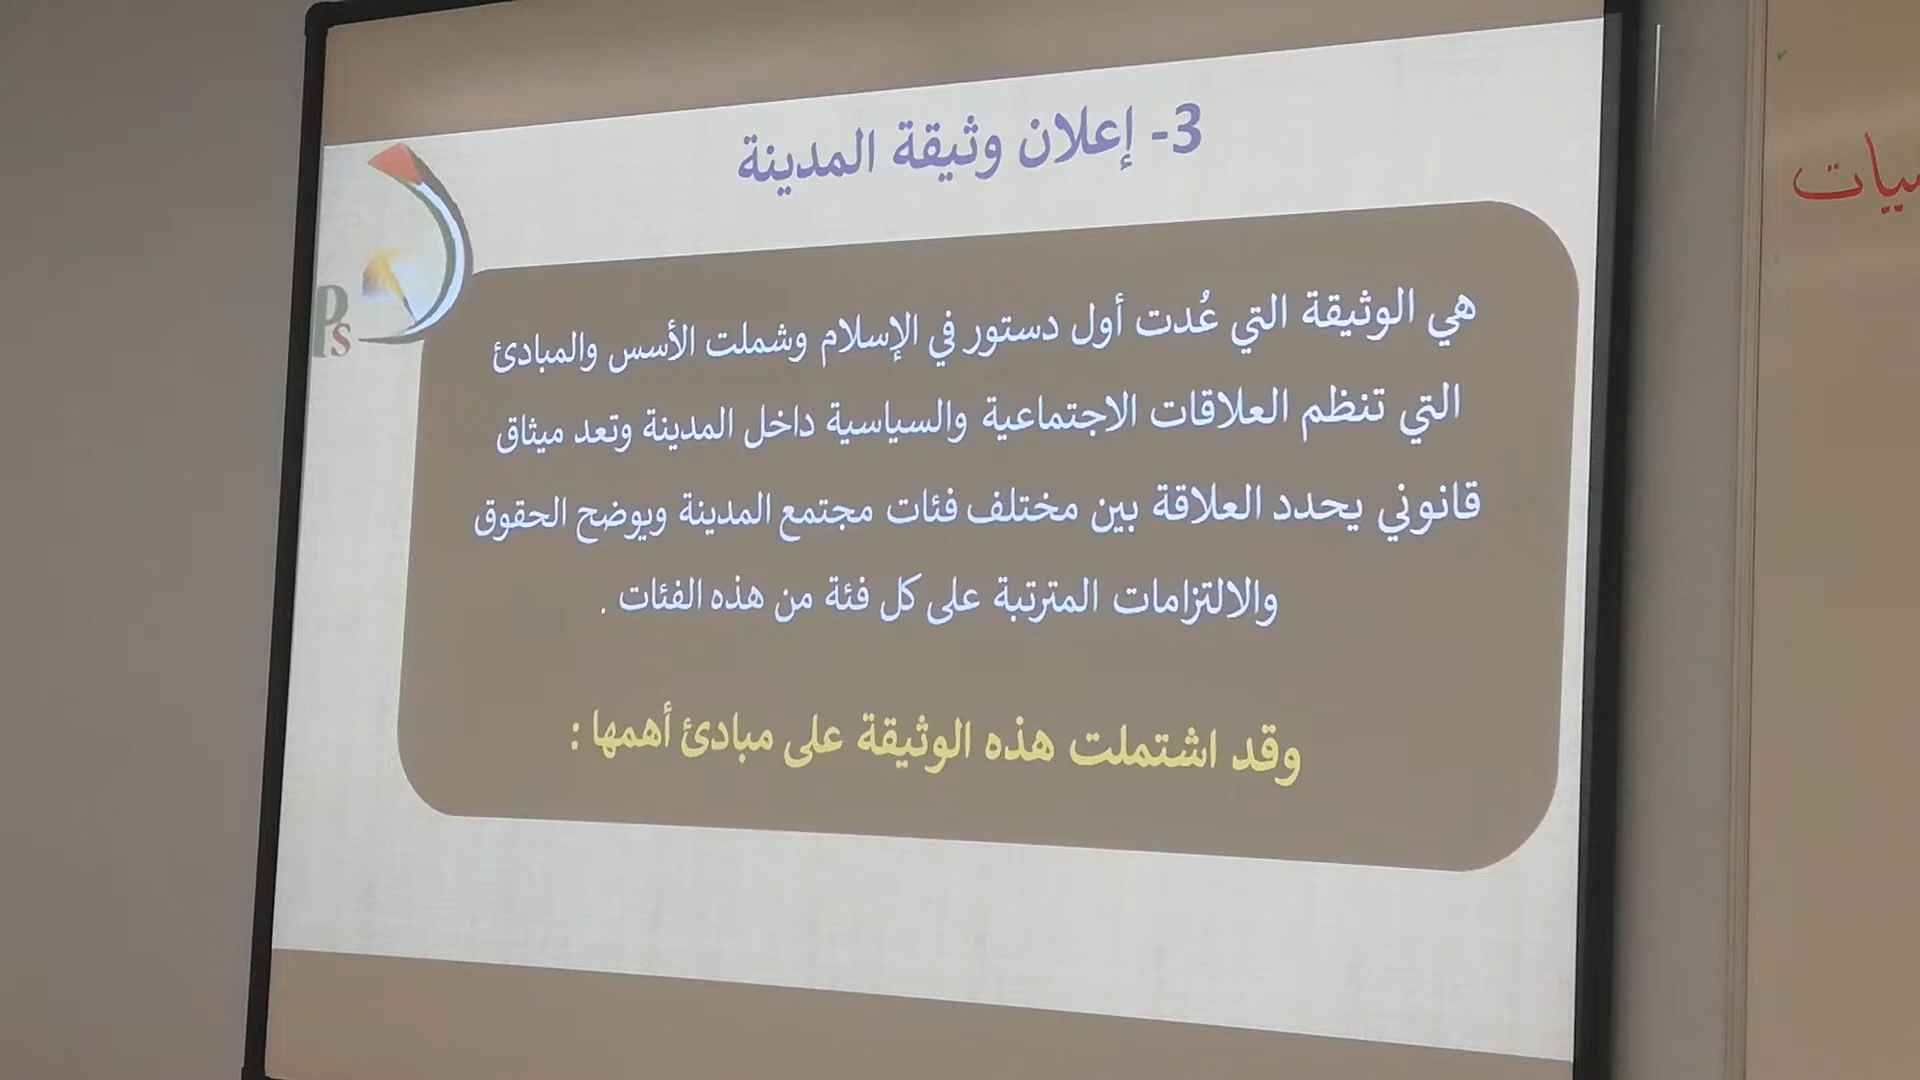 3- إعلان وثيقة المدينة
هي الوثيقة التي عُدت أول دستور في الإسلام وشملت الأسس والمبادئ
التي تنظم العلاقات الاجتماعية والسياسية داخل المدينة وتعد ميثاق
قانوني يحدد العلاقة بين مختلف فئات مجتمع المدينة ويوضح الحقوق
والالتزامات المترتبة على كل فئة من هذه الفئات .
وقد اشتملت هذه الوثيقة على مبادئ أهمها :
Ps